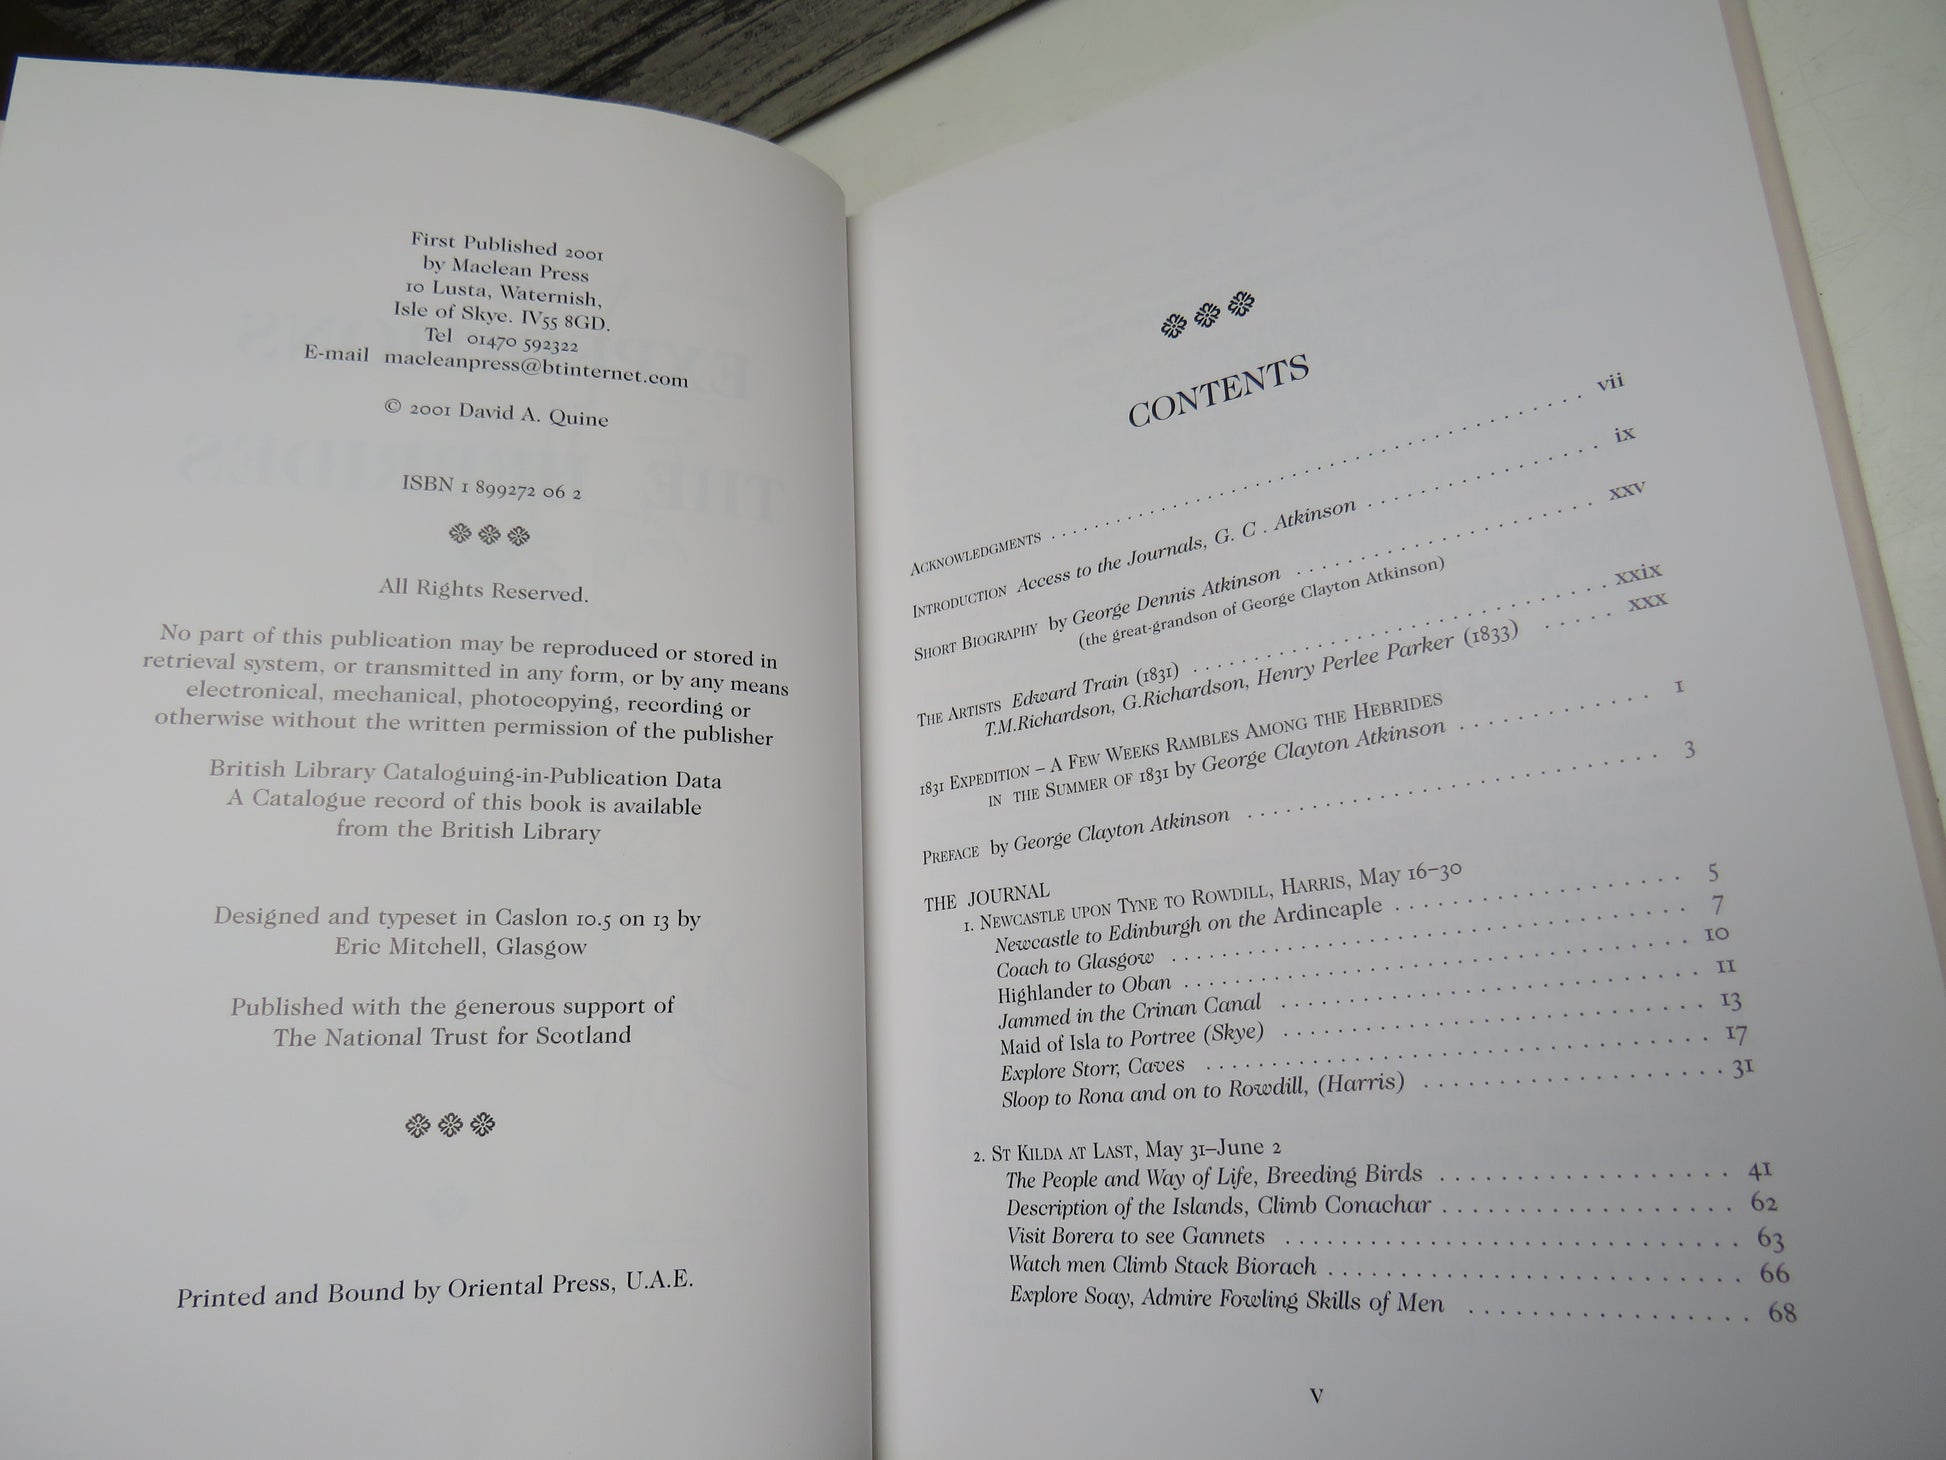 First Published 2001
by Maclean Press
10 Lusta, Waternish,
Isle of Skye. IV55 8GD.
Tel 01470 592322
E-mail macleanpress@btinternet.com
© 2001 David A. Quine
ISBN 1 899272 06 2
All Rights Reserved.
No part of this publication may be reproduced or stored in
retrieval system, or transmitted in any form, or by any means
electronical, mechanical, photocopying, recording or
otherwise without the written permission of the publisher
British Library Cataloguing-in-Publication Data
A Catalogue record of this book is available
from the British Library
Designed and typeset in Caslon 10.5 on 13 by
Eric Mitchell, Glasgow
Published with the generous support of
The National Trust for Scotland
Printed and Bound by Oriental Press, U.A.E.
CONTENTS
Acknowledgments . . . . . . . . . . vii
Introduction Access to the Journals, G. C . Atkinson . . . . . . . . . . ix
Short Biography by George Dennis Atkinson . . . . . . . . . . xxv
(the great-grandson of George Clayton Atkinson)
The Artists Edward Train (1831) . . . . . . . . . . xxix
T.M.Richardson, G.Richardson, Henry Perlee Parker (1833) . . . . . xxx
1831 Expedition – A Few Weeks Rambles Among the Hebrides
in the Summer of 1831 by George Clayton Atkinson . . . . . . . . . . 1
Preface by George Clayton Atkinson . . . . . . . . . . 3
THE JOURNAL
1. Newcastle upon Tyne to Rowdill, Harris, May 16–30
Newcastle to Edinburgh on the Ardincaple . . . . . . . . . . 5
Coach to Glasgow . . . . . . . . . . 7
Highlander to Oban . . . . . . . . . . 10
Jammed in the Crinan Canal . . . . . . . . . . 11
Maid of Isla to Portree (Skye) . . . . . . . . . . 13
Explore Storr, Caves . . . . . . . . . . 17
Sloop to Rona and on to Rowdill, (Harris) . . . . . . . . . . 31
2. St Kilda at Last, May 31–June 2
The People and Way of Life, Breeding Birds . . . . . . . . . . 41
Description of the Islands, Climb Conachar . . . . . . . . . . 62
Visit Borera to see Gannets . . . . . . . . . . 63
Watch men Climb Stack Biorach . . . . . . . . . . 66
Explore Soay, Admire Fowling Skills of Men . . . . . . . . . . 68
v